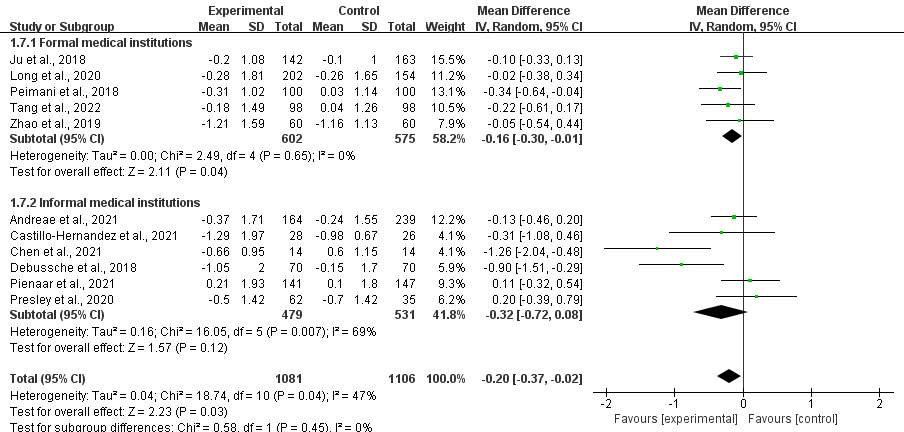 Experimental Control Mean Difference Mean Difference
Study or Subgroup Mean SD Total Mean SD Total Weight IV, Random, 95% CI IV, Random, 95% CI
1.7.1 Formal medical institutions
Ju et al., 2018 -0.2 1.08 142 -0.1 1 163 15.5% -0.10 [-0.33, 0.13]
Long et al., 2020 -0.28 1.81 202 -0.26 1.65 154 11.2% -0.02 [-0.38, 0.34]
Peimani et al., 2018 -0.31 1.02 100 0.03 1.14 100 13.1% -0.34 [-0.64, -0.04]
Tang et al., 2022 -0.18 1.49 98 0.04 1.26 98 10.5% -0.22 [-0.61, 0.17]
Zhao et al., 2019 -1.21 1.59 60 -1.16 1.13 60 7.9% -0.05 [-0.54, 0.44]
Subtotal (95% CI) 602 575 58.2% -0.16 [-0.30, -0.01]
Heterogeneity: Tau² = 0.00; Chi² = 2.49, df = 4 (P = 0.65); I² = 0%
Test for overall effect: Z = 2.11 (P = 0.04)
1.7.2 Informal medical institutions
Andreae et al., 2021 -0.37 1.71 164 -0.24 1.55 239 12.2% -0.13 [-0.46, 0.20]
Castillo-Hernandez et al., 2021 -1.29 1.97 28 -0.98 0.67 26 4.1% -0.31 [-1.08, 0.46]
Chen et al., 2021 -0.66 0.95 14 0.6 1.15 14 4.1% -1.26 [-2.04, -0.48]
Debussche et al., 2018 -1.05 2 70 -0.15 1.7 70 5.9% -0.90 [-1.51, -0.29]
Pienaar et al., 2021 0.21 1.93 141 0.1 1.8 147 9.3% 0.11 [-0.32, 0.54]
Presley et al., 2020 -0.5 1.42 62 -0.7 1.42 35 6.2% 0.20 [-0.39, 0.79]
Subtotal (95% CI) 479 531 41.8% -0.32 [-0.72, 0.08]
Heterogeneity: Tau² = 0.16; Chi² = 16.05, df = 5 (P = 0.007); I² = 69%
Test for overall effect: Z = 1.57 (P = 0.12)
Total (95% CI) 1081 1106 100.0% -0.20 [-0.37, -0.02]
Heterogeneity: Tau² = 0.04; Chi² = 18.74, df = 10 (P = 0.04); I² = 47%
Test for overall effect: Z = 2.23 (P = 0.03)
Test for subgroup differences: Chi² = 0.58, df = 1 (P = 0.45), I² = 0%
-2 -1 0 1 2
Favours [experimental] Favours [control]